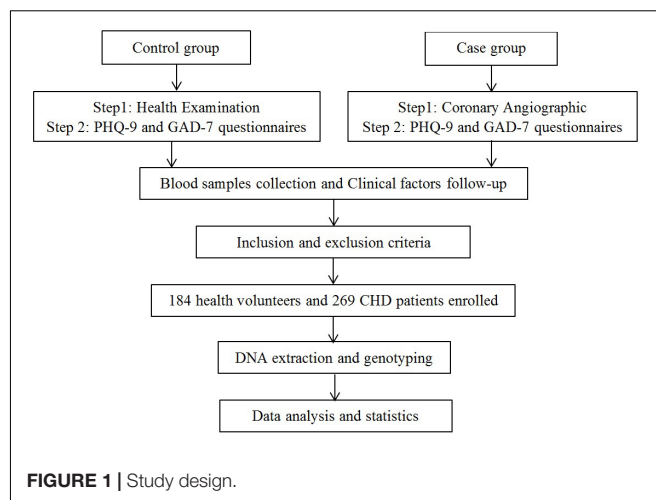 Control group
Case group
Step1: Health Examination
Step 2: PHQ-9 and GAD-7 questionnaires
Step1: Coronary Angiographic
Step 2: PHQ-9 and GAD-7 questionnaires
Blood samples collection and Clinical factors follow-up
Inclusion and exclusion criteria
184 health volunteers and 269 CHD patients enrolled
DNA extraction and genotyping
Data analysis and statistics
FIGURE 1 | Study design.